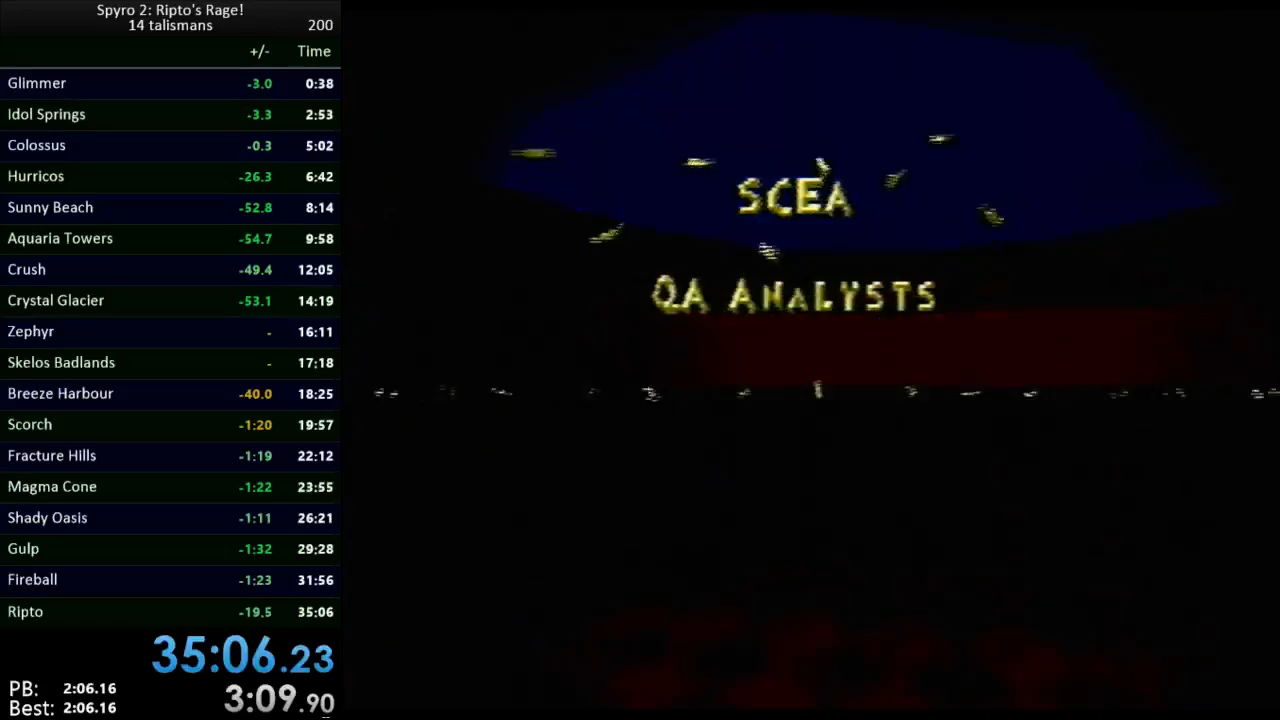 Spyro 2: Ripto's Rage!
14 talismans 200
+/- Time
Glimmer -3.0 0:38
Idol Springs -3.3 2:53
Colossus -0.3 5:02
Hurricos -26.3 6:42
Sunny Beach -52.8 8:14
Aquaria Towers -54.7 9:58
Crush -49.4 12:05
Crystal Glacier -53.1 14:19
Zephyr - 16:11
Skelos Badlands - 17:18
Breeze Harbour -40.0 18:25
Scorch -1:20 19:57
Fracture Hills -1:19 22:12
Magma Cone -1:22 23:55
Shady Oasis -1:11 26:21
Gulp -1:32 29:28
Fireball -1:23 31:56
Ripto -19.5 35:06
35:06.23
PB: 2:06.16
Best: 2:06.16
3:09.90
SCEA
QA ANALYSTS